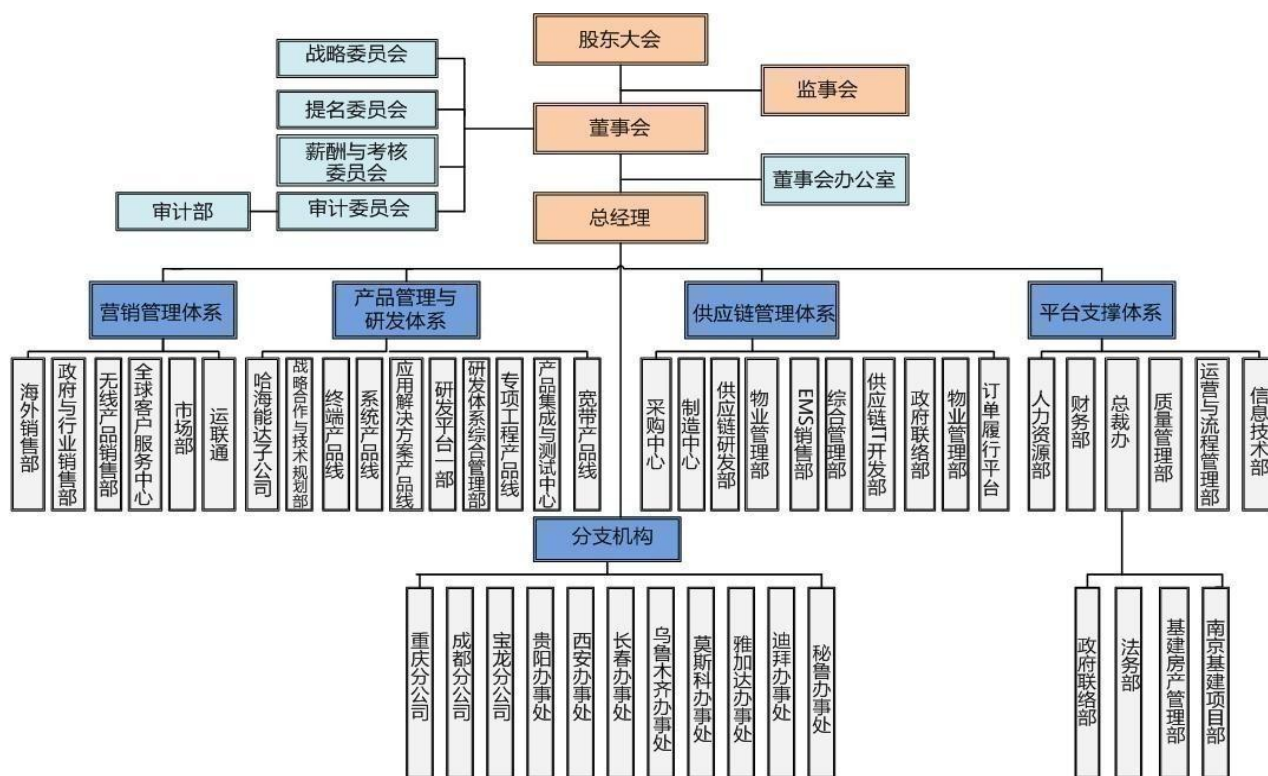 股东大会
战略委员会
监事会
提名委员会
董事会
薪酬与考核
委员会
董事会办公室
审计部
审计委员会
总经理
营销管理体系
产品管理与
研发体系
供应链管理体系
平台支撑体系
海外销售部
政府与行业销售部
无线产品销售部
全球客户服务中心
市场部
运联通
哈海能达子公司
战略合作与技术规划部
终端产品线
系统产品线
应用解决方案产品线
研发平台一部
研发体系综合管理部
专项工程产品线
产品集成与测试中心
宽带产品线
采购中心
制造中心
供应链研发部
物业管理部
EMS销售部
综合管理部
供应链IT开发部
政府联络部
物业管理部
订单履行平台
人力资源部
财务部
总裁办
质量管理部
运营与流程管理部
信息技术部
分支机构
重庆分公司
成都分公司
宝龙分公司
贵阳办事处
西安办事处
长春办事处
乌鲁木齐办事处
莫斯科办事处
雅加达办事处
迪拜办事处
秘鲁办事处
政府联络部
法务部
基建房产管理部
南京基建项目部